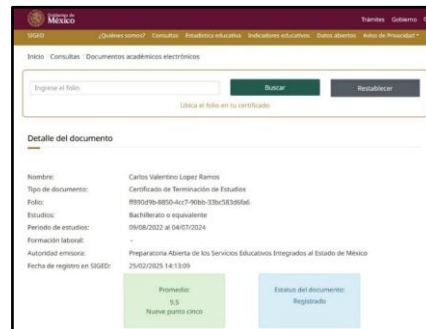 Gobierno de
México
Trámites Gobierno
SIGED ¿Quiénes somos? Consultas Estadística educativa Indicadores educativos Datos abiertos Aviso de Privacidad
Inicio Consultas Documentos académicos electrónicos
Ingrese el folio
Buscar
Restablecer
Ubica el folio en tu certificado
Detalle del documento
Nombre: Carlos Valentino Lopez Ramos
Tipo de documento: Certificado de Terminación de Estudios
Folio:
Estudios: Bachillerato o equivalente
Periodo de estudios: 09/08/2022 al 04/07/2024
Formación laboral: -
Autoridad emisora: Preparatoria Abierta de los Servicios Educativos Integrados al Estado de México
Fecha de registro en SIGED: 25/02/2025 14:13:09
Promedio:
9.5
Nueve punto cinco
Estatus del documento:
Registrado